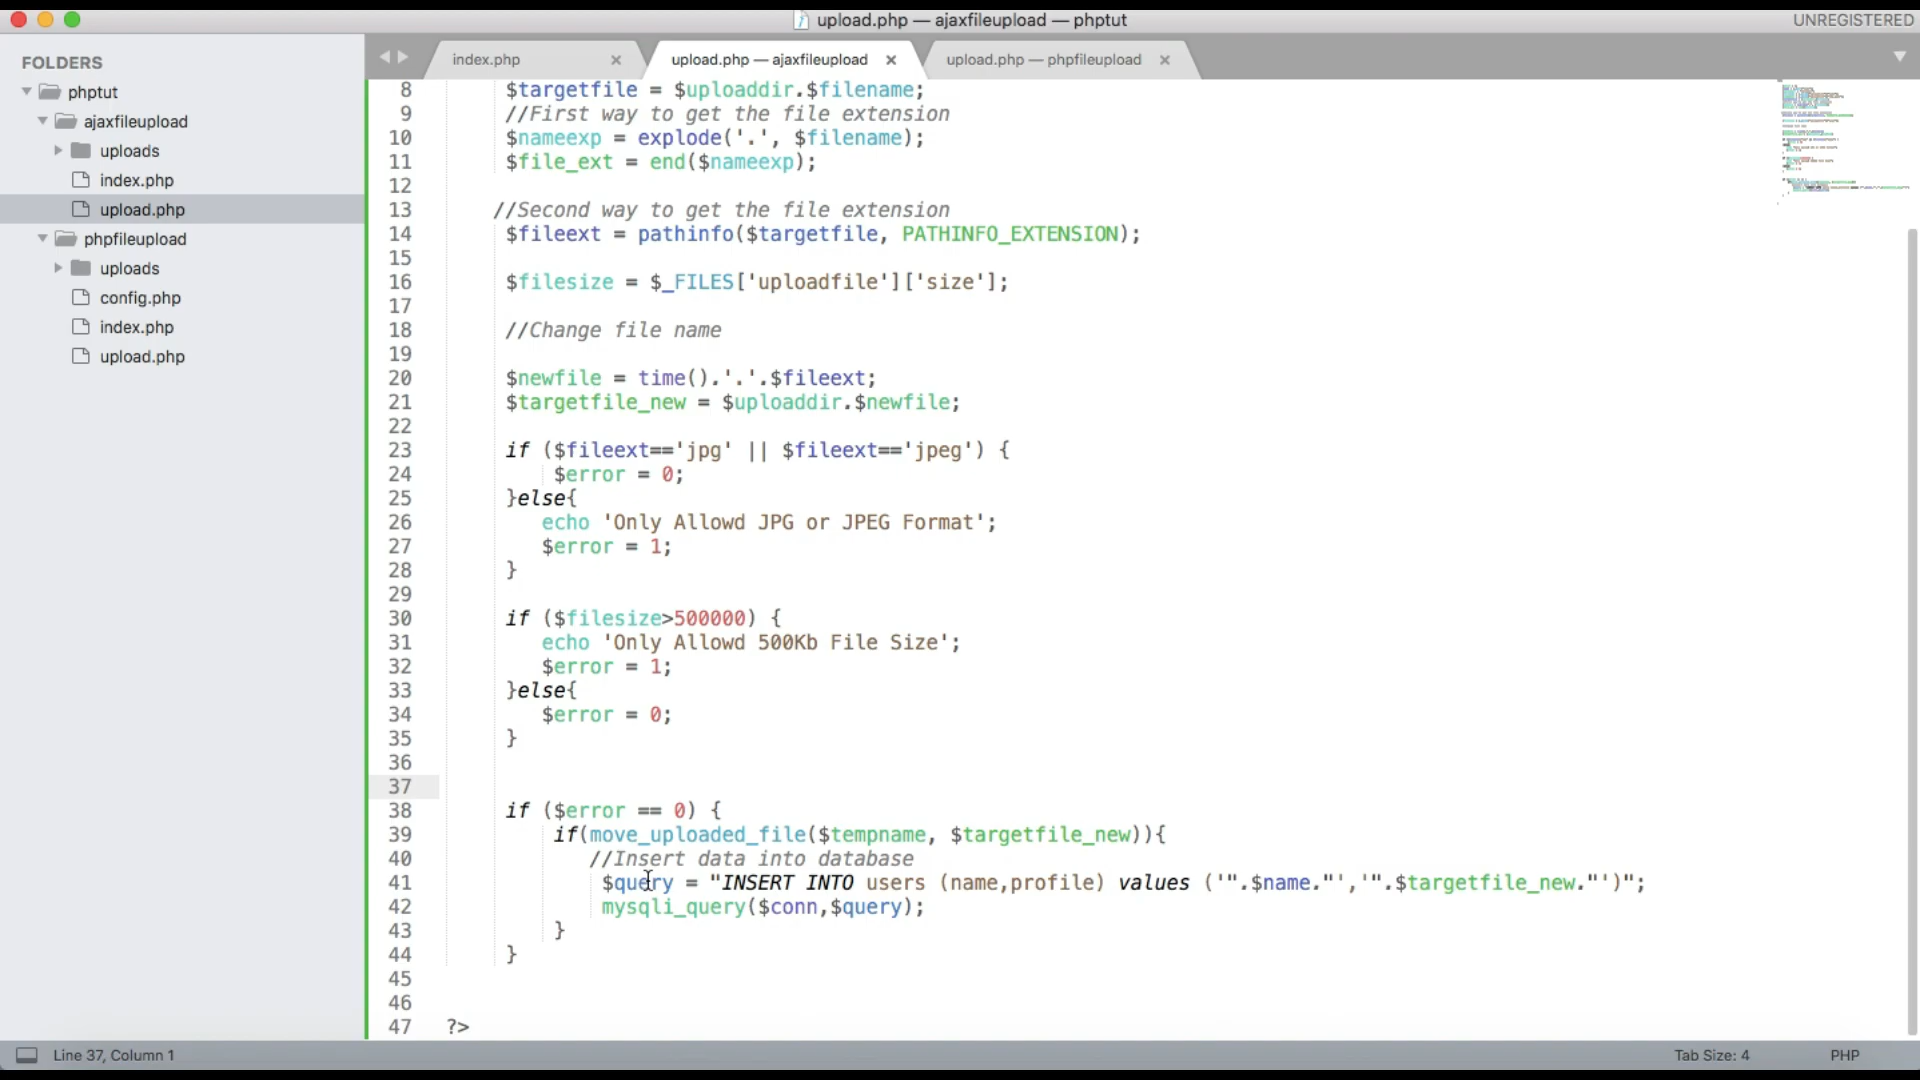 upload.php — ajaxfileupload — phptut
UNREGISTERED
FOLDERS
phptut
ajaxfileupload
uploads
index.php
upload.php
phpfileupload
uploads
config.php
index.php
upload.php
index.php ×
upload.php — ajaxfileupload ×
upload.php — phpfileupload ×
8 $targetfile = $uploaddir.$filename;
9 //First way to get the file extension
10 $nameexp = explode('.', $filename);
11 $file_ext = end($nameexp);
12
13 //Second way to get the file extension
14 $fileext = pathinfo($targetfile, PATHINFO_EXTENSION);
15
16 $filesize = $_FILES['uploadfile']['size'];
17
18 //Change file name
19
20 $newfile = time().'.'.$fileext;
21 $targetfile_new = $uploaddir.$newfile;
22
23 if ($fileext=='jpg' || $fileext=='jpeg') {
24 $error = 0;
25 }else{
26 echo 'Only Allowd JPG or JPEG Format';
27 $error = 1;
28 }
29
30 if ($filesize>500000) {
31 echo 'Only Allowd 500Kb File Size';
32 $error = 1;
33 }else{
34 $error = 0;
35 }
36
37
38 if ($error == 0) {
39 if(move_uploaded_file($tempname, $targetfile_new)){
40 //Insert data into database
41 $query = "INSERT INTO users (name,profile) values ('".$name."','".$targetfile_new."')";
42 mysqli_query($conn,$query);
43 }
44 }
45
46
47 ?>
Line 37, Column 1
Tab Size: 4
PHP